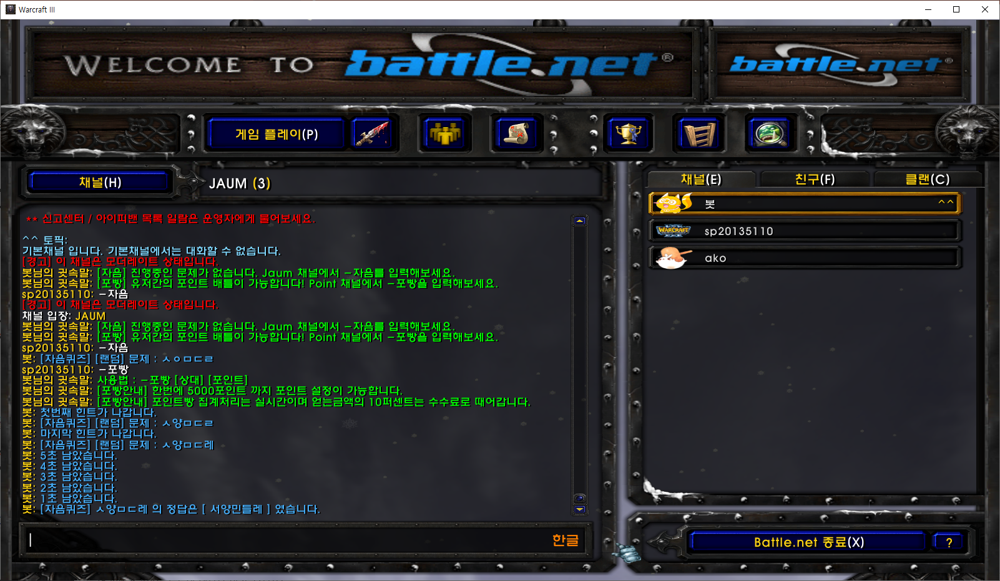 Warcraft III
WELCOME TO battle.net®
battle.net®
게임 플레이(P)
채널(H)
JAUM (3)
채널(E)
친구(F)
클랜(C)
** 신고센터 / 아이피밴 목록 일람은 운영자에게 물어보세요.
^^ 토픽:
기본채널 입니다. 기본채널에서는 대화할 수 없습니다.
[경고] 이 채널은 모더레이트 상태입니다.
봇님의 귓속말: [자음] 진행중인 문제가 없습니다. Jaum 채널에서 -자음를 입력해보세요.
봇님의 귓속말: [포빵] 유저간의 포인트 배틀이 가능합니다! Point 채널에서 -포빵을 입력해보세요.
sp20135110: -자음
[경고] 이 채널은 모더레이트 상태입니다.
채널 입장: JAUM
봇님의 귓속말: [자음] 진행중인 문제가 없습니다. Jaum 채널에서 -자음를 입력해보세요.
봇님의 귓속말: [포빵] 유저간의 포인트 배틀이 가능합니다! Point 채널에서 -포빵을 입력해보세요.
sp20135110: -자음
봇: [자음퀴즈] [랜덤] 문제 : ㅅㅇㅁㄷㄹ
sp20135110: -포빵
봇님의 귓속말: 사용법 : -포빵 [상대] [포인트]
봇님의 귓속말: [포빵안내] 한번에 5000포인트 까지 포인트 설정이 가능합니다.
봇님의 귓속말: [포빵안내] 포인트빵 집계처리는 실시간이며 얻는금액의 10퍼센트는 수수료로 때어갑니다.
봇: 첫번째 힌트가 나갑니다.
봇: [자음퀴즈] [랜덤] 문제 : ㅅ양ㅁㄷㄹ
봇: 마지막 힌트가 나갑니다.
봇: [자음퀴즈] [랜덤] 문제 : ㅅ양ㅁㄷ레
봇: 5초 남았습니다.
봇: 4초 남았습니다.
봇: 3초 남았습니다.
봇: 2초 남았습니다.
봇: 1초 남았습니다.
봇: [자음퀴즈] ㅅ양ㅁㄷ레 의 정답은 [ 서양민들레 ] 였습니다.
한글
봇 ^^
WARCRAFT III sp20135110
ako
Battle.net 종료(X)
?